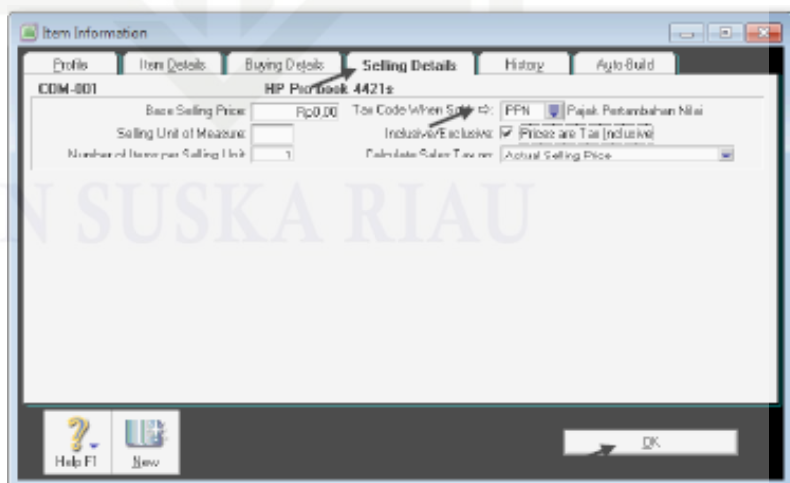 Item Information
Profile Item Details Buying Details Selling Details History Auto-Build
COM-001 HP Pro book 4421s
Base Selling Price: Rp0,00 Tax Code When Sold PPN Pajak Pertambahan Nilai
Selling Unit of Measure: Inclusive/Exclusive: Prices are Tax Inclusive
Number of Items per Selling Unit: 1 Calculate Sales Tax on: Actual Selling Price
N SUSKA RIAU
Help F1 New OK